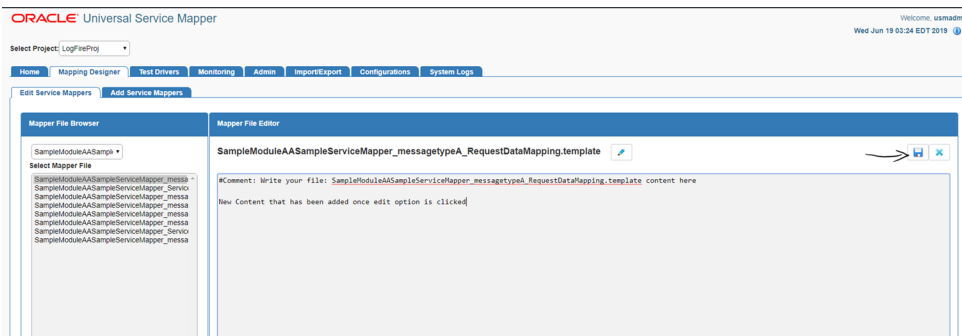 ORACLE Universal Service Mapper
Welcome, usmadm
Wed Jun 19 03:24 EDT 2019
Select Project: LogFireProj
Home Mapping Designer Test Drivers Monitoring Admin Import/Export Configurations System Logs
Edit Service Mappers Add Service Mappers
Mapper File Browser
SampleModuleAASampl
Select Mapper File
SampleModuleAASampleServiceMapper_messa
SampleModuleAASampleServiceMapper_Servic
SampleModuleAASampleServiceMapper_messa
SampleModuleAASampleServiceMapper_messa
SampleModuleAASampleServiceMapper_messa
SampleModuleAASampleServiceMapper_messa
SampleModuleAASampleServiceMapper_Servic
SampleModuleAASampleServiceMapper_messa
Mapper File Editor
SampleModuleAASampleServiceMapper_messagetypeA_RequestDataMapping.template
#Comment: Write your file: SampleModuleAASampleServiceMapper_messagetypeA_RequestDataMapping.template content here
New Content that has been added once edit option is clicked